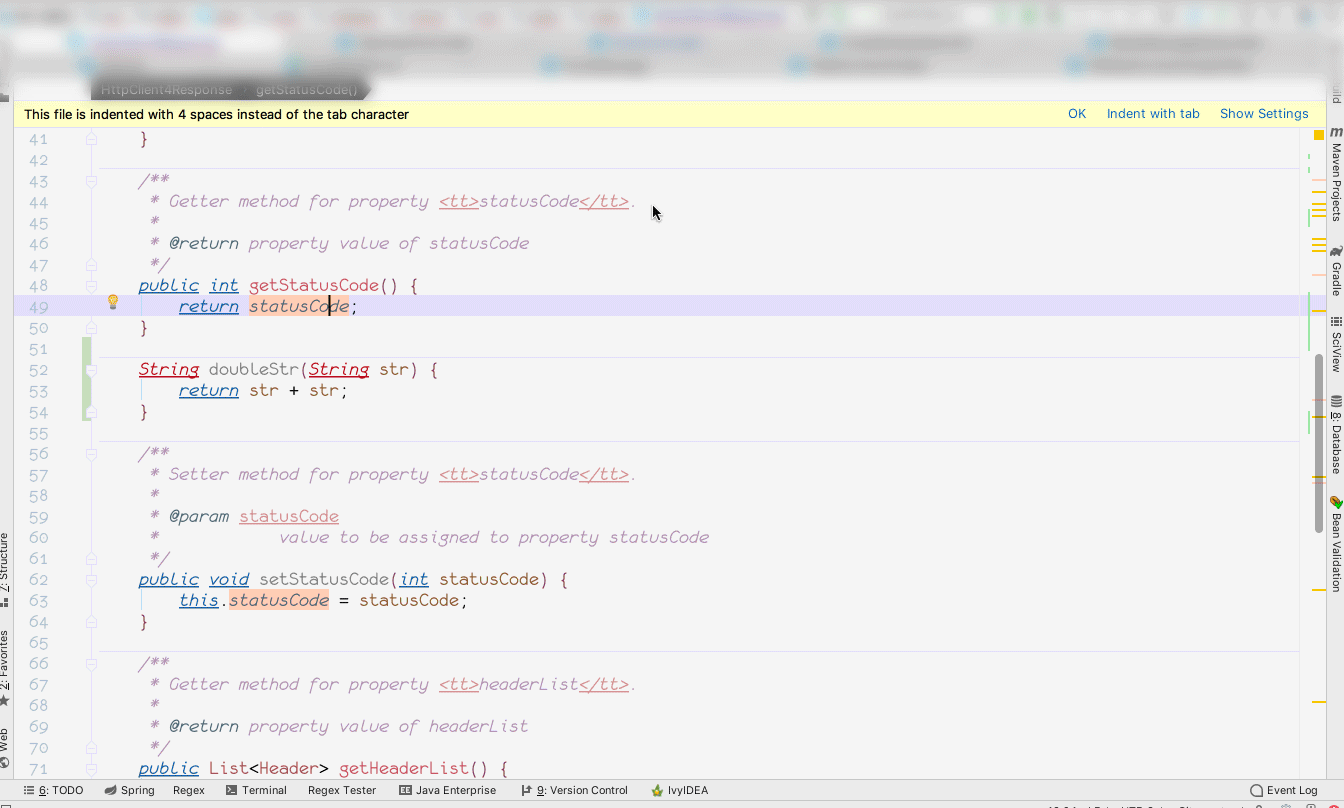 HttpClient4Response getStatusCode()
This file is indented with 4 spaces instead of the tab character OK Indent with tab Show Settings
41 }
42
43 /**
44 * Getter method for property <tt>statusCode</tt>.
45 *
46 * @return property value of statusCode
47 */
48 public int getStatusCode() {
49 return statusCode;
50 }
51
52 String doubleStr(String str) {
53 return str + str;
54 }
55
56 /**
57 * Setter method for property <tt>statusCode</tt>.
58 *
59 * @param statusCode
60 * value to be assigned to property statusCode
61 */
62 public void setStatusCode(int statusCode) {
63 this.statusCode = statusCode;
64 }
65
66 /**
67 * Getter method for property <tt>headerList</tt>.
68 *
69 * @return property value of headerList
70 */
71 public List<Header> getHeaderList() {
Maven Projects
Gradle
SciView
8: Database
Bean Validation
7: Structure
2: Favorites
Web
6: TODO Spring Regex Terminal Regex Tester Java Enterprise 9: Version Control IvyIDEA Event Log